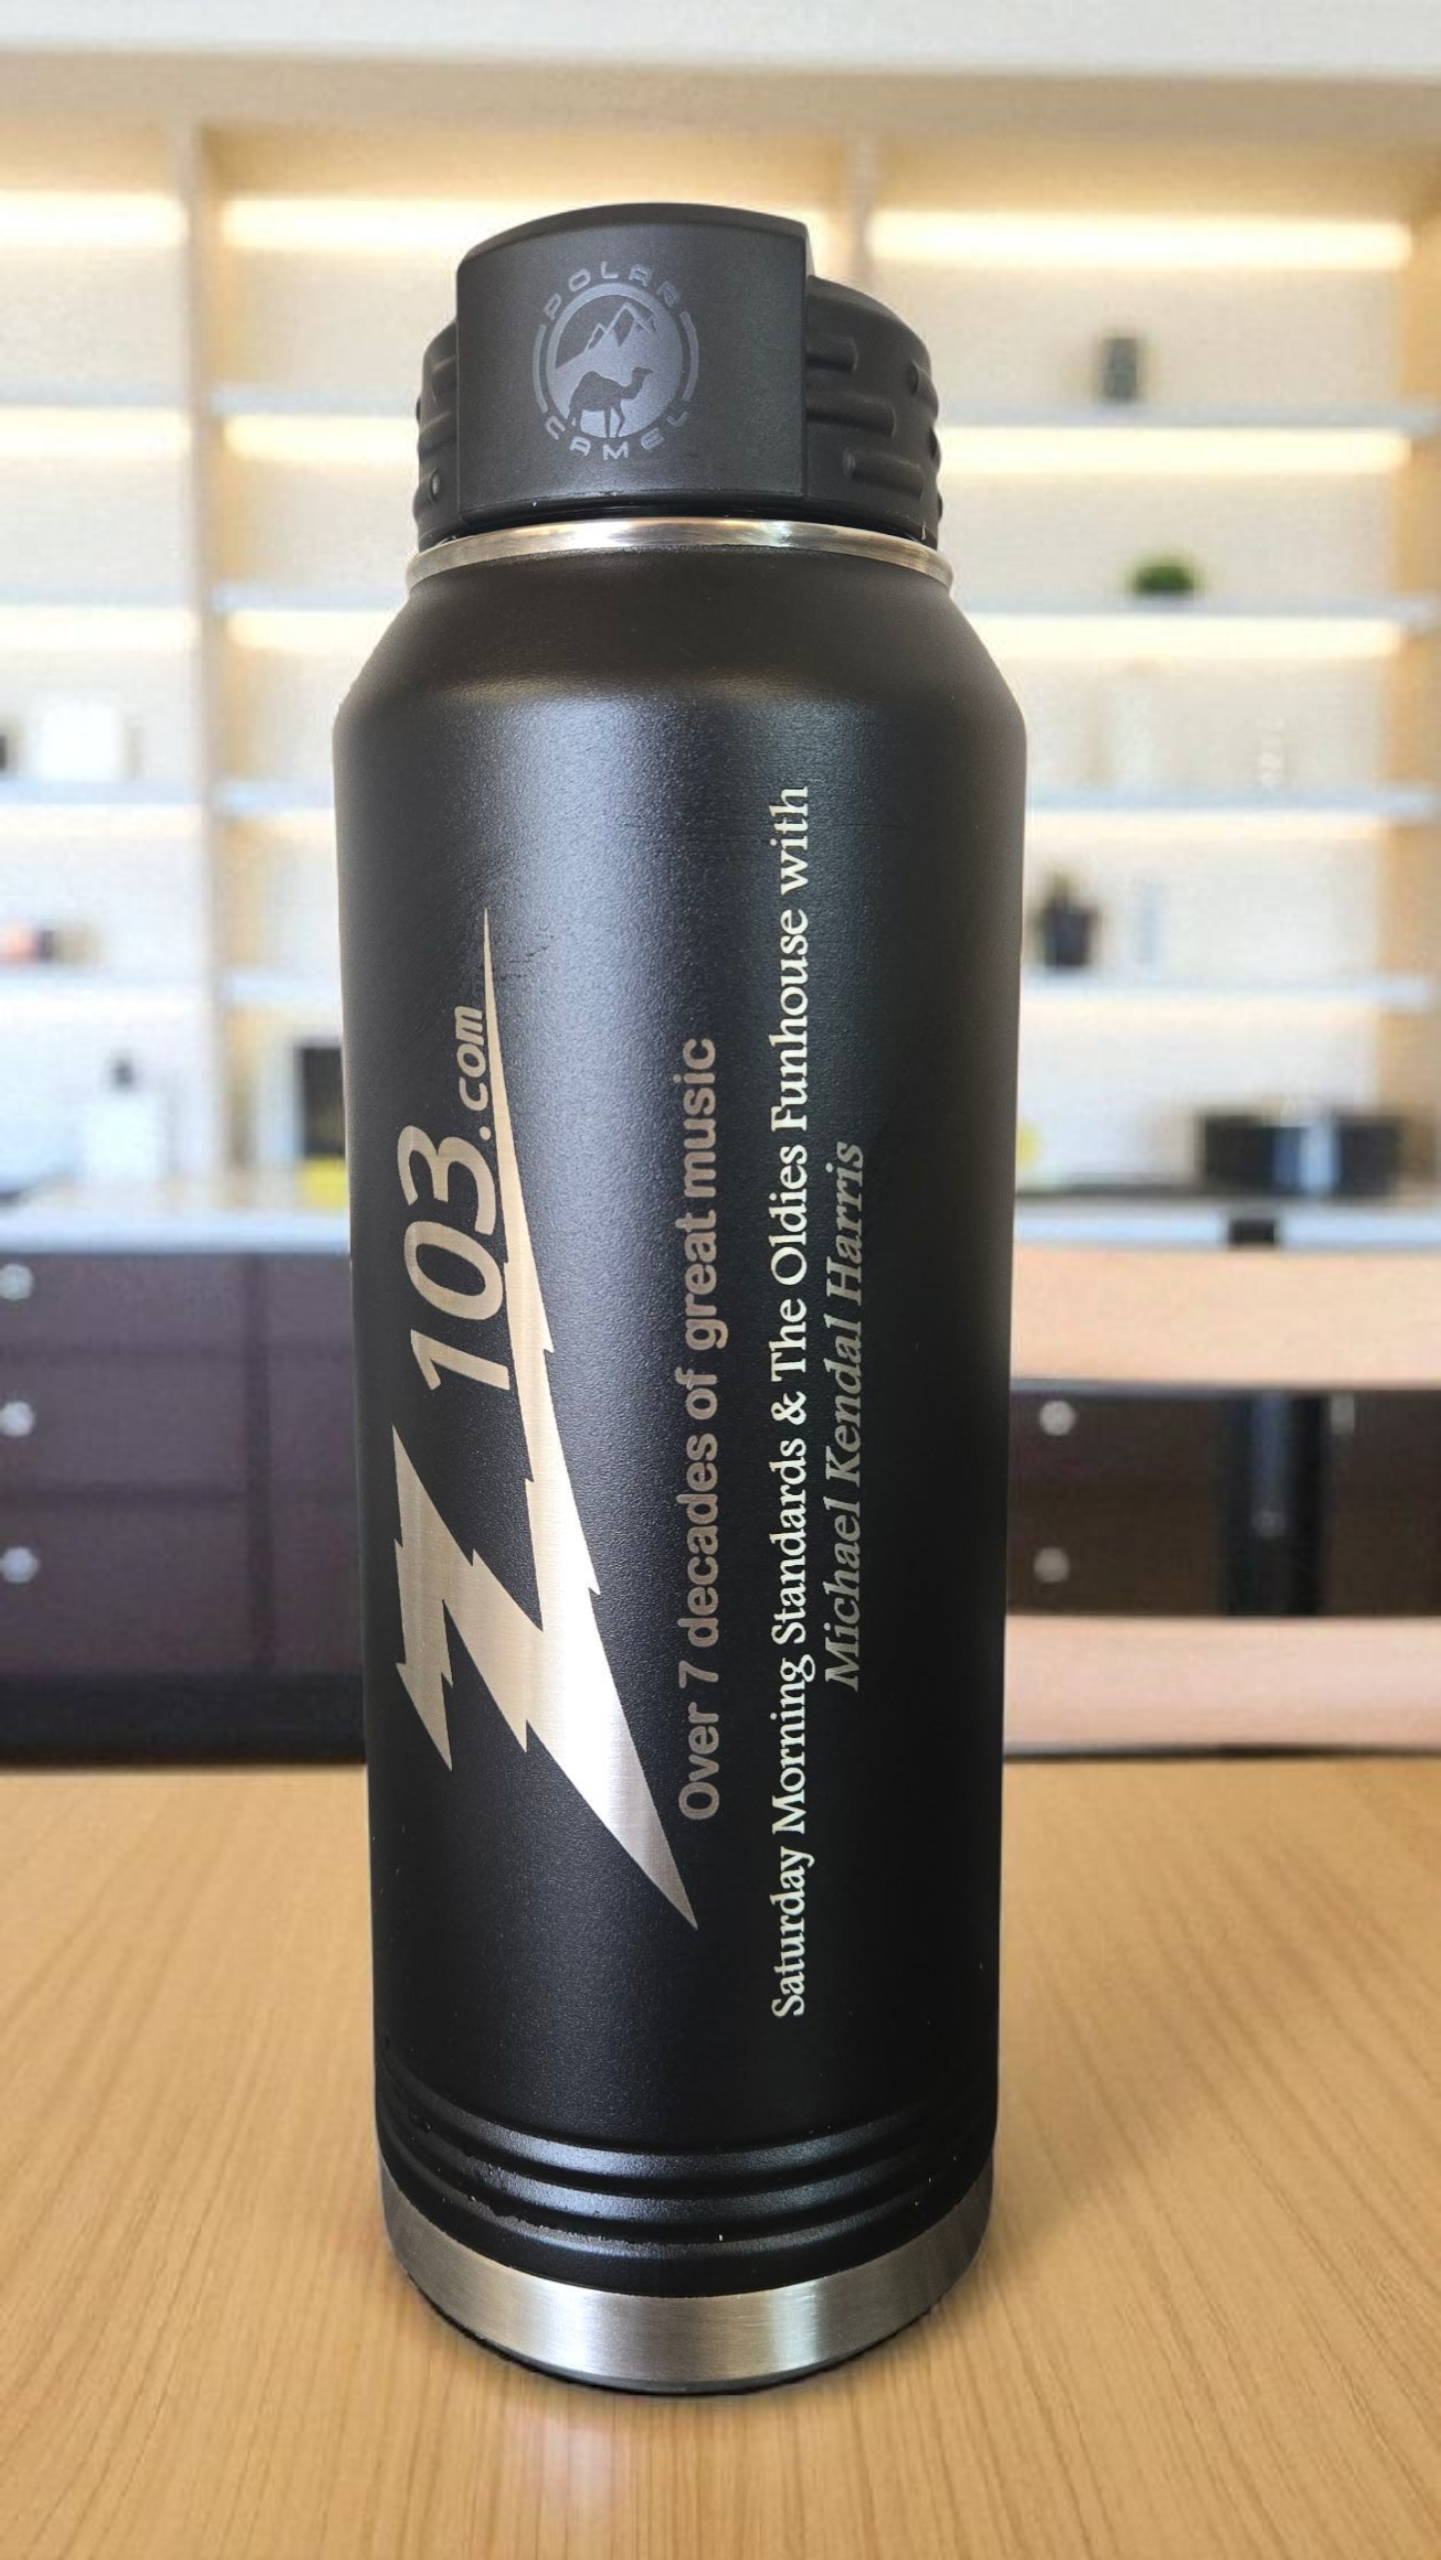 POLAR
CAMEL
Z103.com
Over 7 decades of great music
Saturday Morning Standards & The Oldies Funhouse with
Michael Kendal Harris